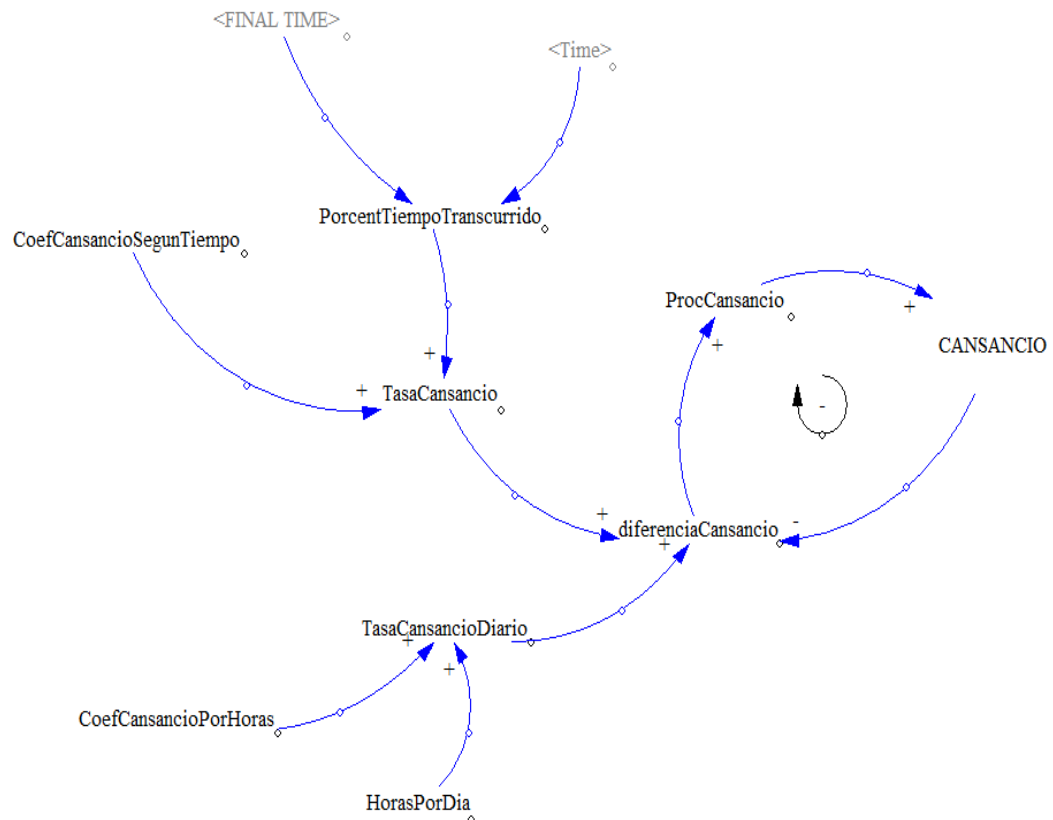 <FINAL TIME>
<Time>
PorcentTiempoTranscurrido
CoefCansancioSegunTiempo
ProcCansancio
+
+
CANSANCIO
+
+
TasaCansancio
-
+
-
diferenciaCansancio
+
TasaCansancioDiario
+
+
CoefCansancioPorHoras
HorasPorDia